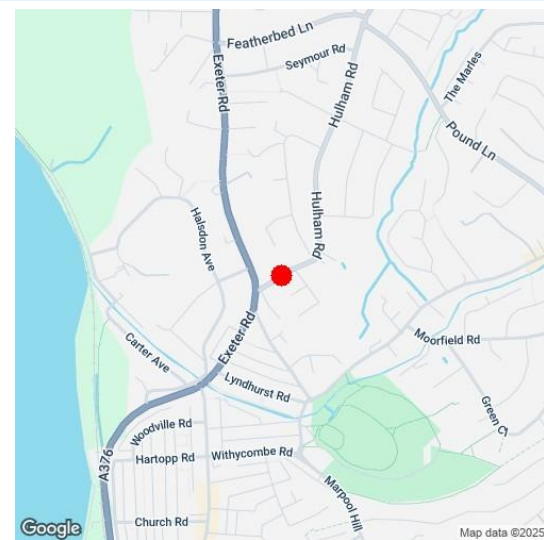 Featherbed Ln
Seymour Rd
Exeter Rd
Hulham Rd
The Marles
Pound Ln
Halsdon Ave
Hulham Rd
Exeter Rd
Carter Ave
Moorfield Rd
Lyndhurst Rd
Green Ct
Woodville Rd
A376
Hartopp Rd
Withycombe Rd
Marpool Hill
Church Rd
Google
Map data ©2025